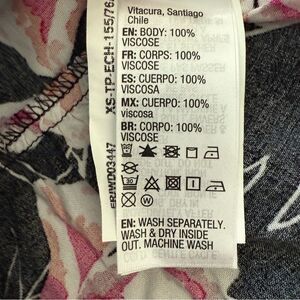 Vitacura, Santiago
Chile
EN: BODY: 100%
VISCOSE
FR: CORPS: 100%
VISCOSE
ES: CUERPO: 100%
VISCOSA
MX: CUERPO: 100%
viscosa
BR: CORPO: 100%
VISCOSE
30
W
EN: WASH SEPARATELY.
WASH & DRY INSIDE
OUT. MACHINE WASH
XS-TP-ECH-155/76